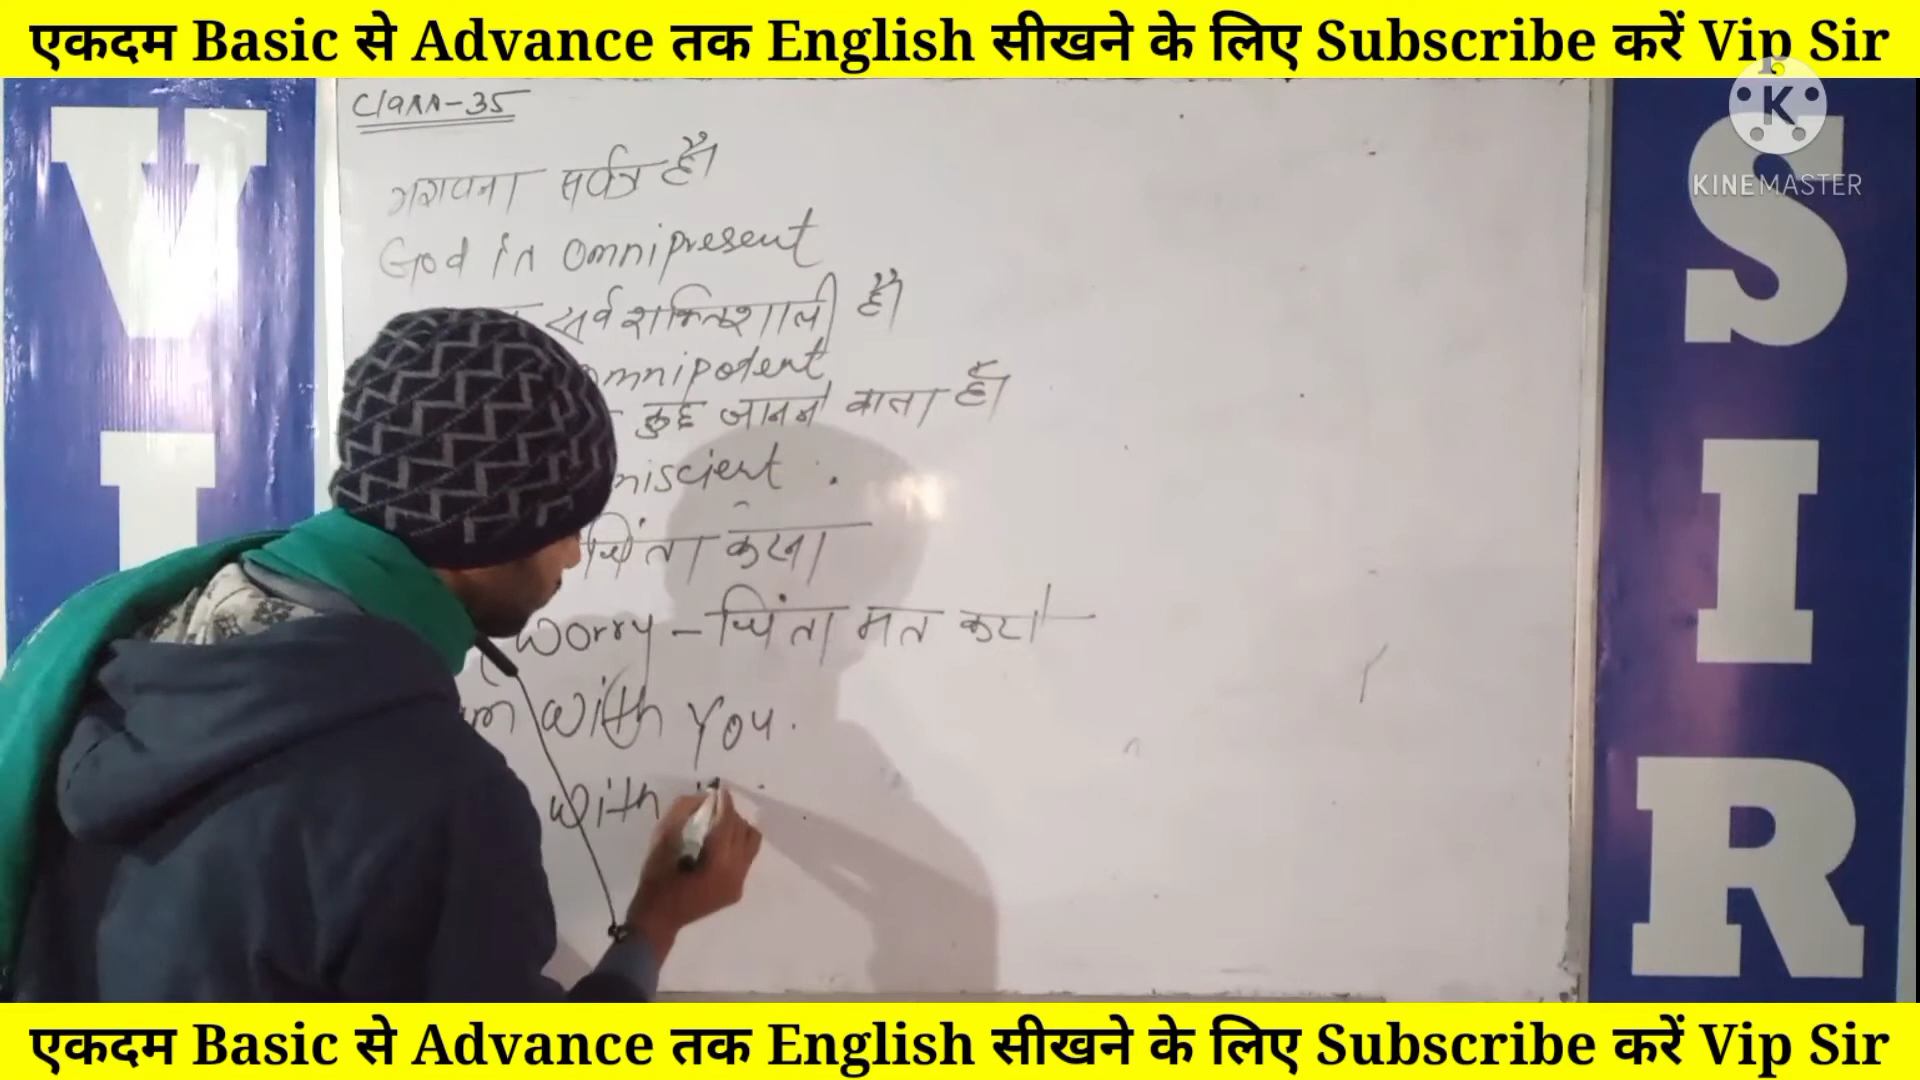 एकदम Basic से Advance तक English सीखने के लिए Subscribe करें Vip Sir
K
KINEMASTER
V
I
S
I
R
Class-35
भगवान सर्वत्र है।
God is omnipresent
सर्वशक्तिशाली है।
omnipotent
कुछ जानने वाला है।
चिंता करना
worry – चिंता मत करो
with you.
with
एकदम Basic से Advance तक English सीखने के लिए Subscribe करें Vip Sir